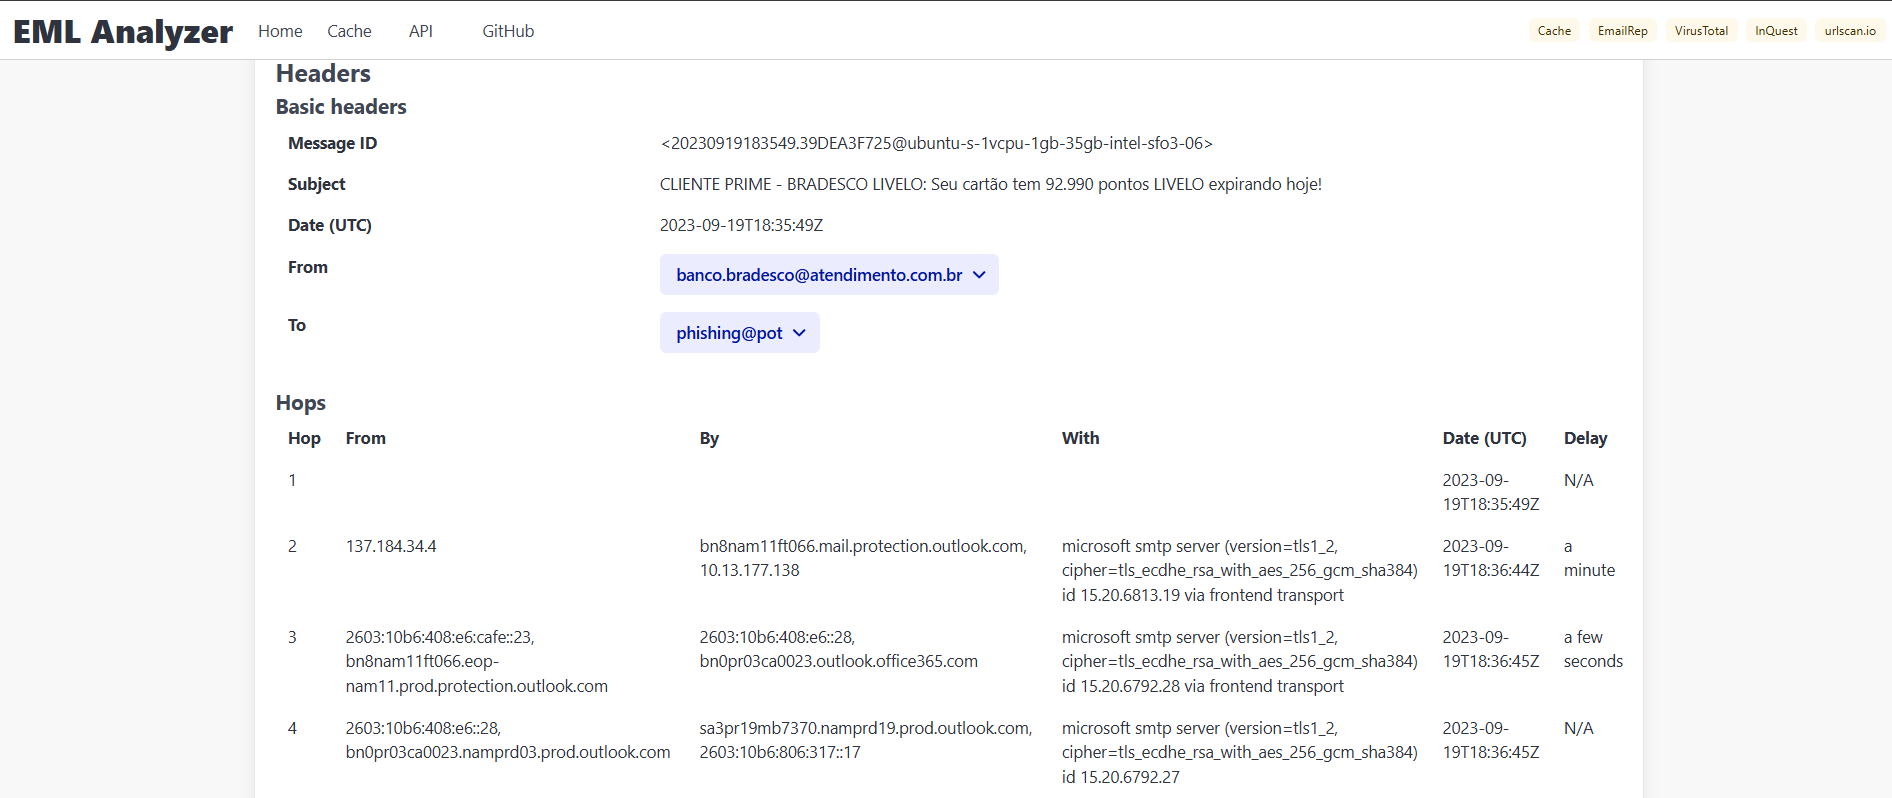 EML Analyzer Home Cache API GitHub Cache EmailRep VirusTotal InQuest urlscan.io
Headers
Basic headers
Message ID <20230919183549.39DEA3F725@ubuntu-s-1vcpu-1gb-35gb-intel-sfo3-06>
Subject CLIENTE PRIME - BRADESCO LIVELO: Seu cartão tem 92.990 pontos LIVELO expirando hoje!
Date (UTC) 2023-09-19T18:35:49Z
From banco.bradesco@atendimento.com.br
To phishing@pot
Hops
Hop From By With Date (UTC) Delay
1 2023-09- N/A
19T18:35:49Z
2 137.184.34.4 bn8nam11ft066.mail.protection.outlook.com, microsoft smtp server (version=tls1_2, 2023-09- a
10.13.177.138 cipher=tls_ecdhe_rsa_with_aes_256_gcm_sha384) 19T18:36:44Z minute
id 15.20.6813.19 via frontend transport
3 2603:10b6:408:e6:cafe::23, 2603:10b6:408:e6::28, microsoft smtp server (version=tls1_2, 2023-09- a few
bn8nam11ft066.eop- bn0pr03ca0023.outlook.office365.com cipher=tls_ecdhe_rsa_with_aes_256_gcm_sha384) 19T18:36:45Z seconds
nam11.prod.protection.outlook.com id 15.20.6792.28 via frontend transport
4 2603:10b6:408:e6::28, sa3pr19mb7370.namprd19.prod.outlook.com, microsoft smtp server (version=tls1_2, 2023-09- N/A
bn0pr03ca0023.namprd03.prod.outlook.com 2603:10b6:806:317::17 cipher=tls_ecdhe_rsa_with_aes_256_gcm_sha384) 19T18:36:45Z
id 15.20.6792.27